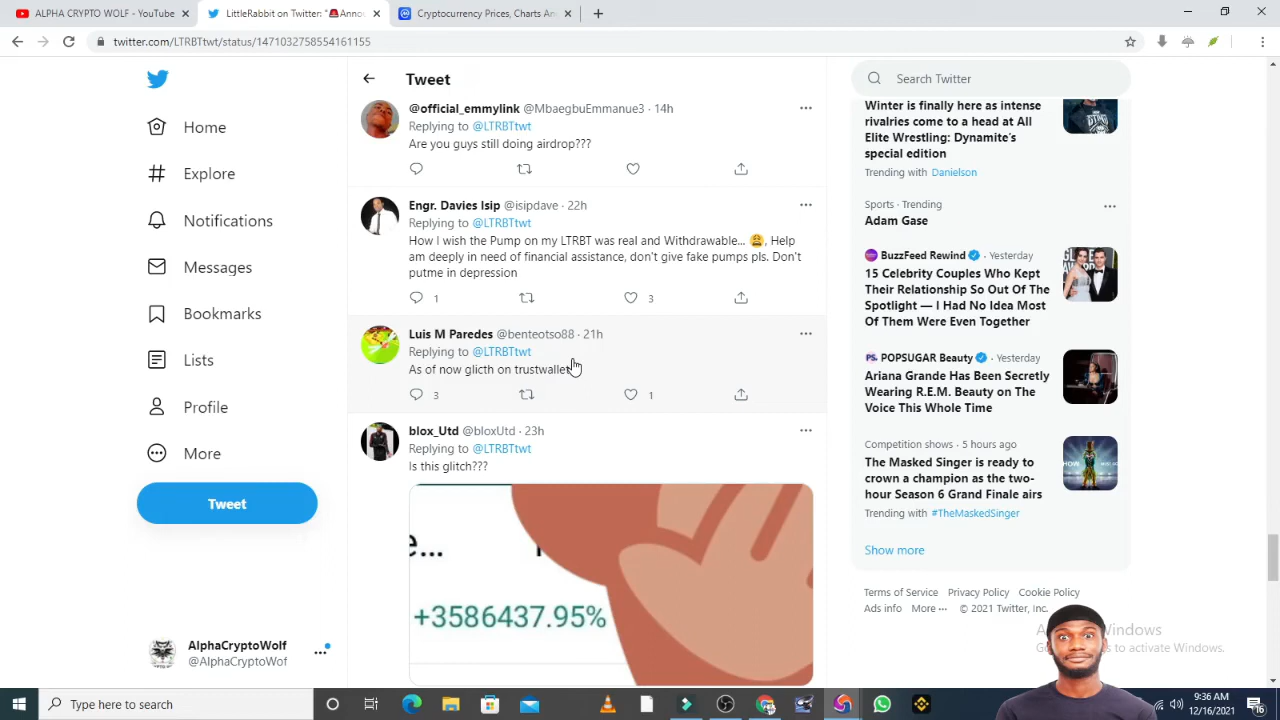 ALPHA CRYPTO WOLF - YouTube
LittleRabbit on Twitter: "🚨Annou
Cryptocurrency Prices, Charts An
twitter.com/LTRBTtwt/status/1471032758554161155
Home
Explore
Notifications
Messages
Bookmarks
Lists
Profile
More
Tweet
AlphaCryptoWolf
@AlphaCryptoWof
Tweet
@official_emmylink @MbaegbuEmmanue3 · 14h
Replying to @LTRBTtwt
Are you guys still doing airdrop???
Engr. Davies Isip @isipdave · 22h
Replying to @LTRBTtwt
How I wish the Pump on my LTRBT was real and Withdrawable... 😩, Help
am deeply in need of financial assistance, don't give fake pumps pls. Don't
putme in depression
1
3
Luis M Paredes @benteotso88 · 21h
Replying to @LTRBTtwt
As of now glicth on trustwallet
3
1
blox_Utd @bloxUtd · 23h
Replying to @LTRBTtwt
Is this glitch???
+3586437.95%
Search Twitter
Winter is finally here as intense
rivalries come to a head at All
Elite Wrestling: Dynamite's
special edition
Trending with Danielson
Sports · Trending
Adam Gase
BuzzFeed Rewind · Yesterday
15 Celebrity Couples Who Kept
Their Relationship So Out Of The
Spotlight — I Had No Idea Most
Of Them Were Even Together
POPSUGAR Beauty · Yesterday
Ariana Grande Has Been Secretly
Wearing R.E.M. Beauty on The
Voice This Whole Time
Competition shows · 5 hours ago
The Masked Singer is ready to
crown a champion as the two-
hour Season 6 Grand Finale airs
Trending with #TheMaskedSinger
Show more
Terms of Service Privacy Policy Cookie Policy
Ads info More ··· © 2021 Twitter, Inc.
Windows
to activate Windows.
Type here to search
9:36 AM
12/16/2021